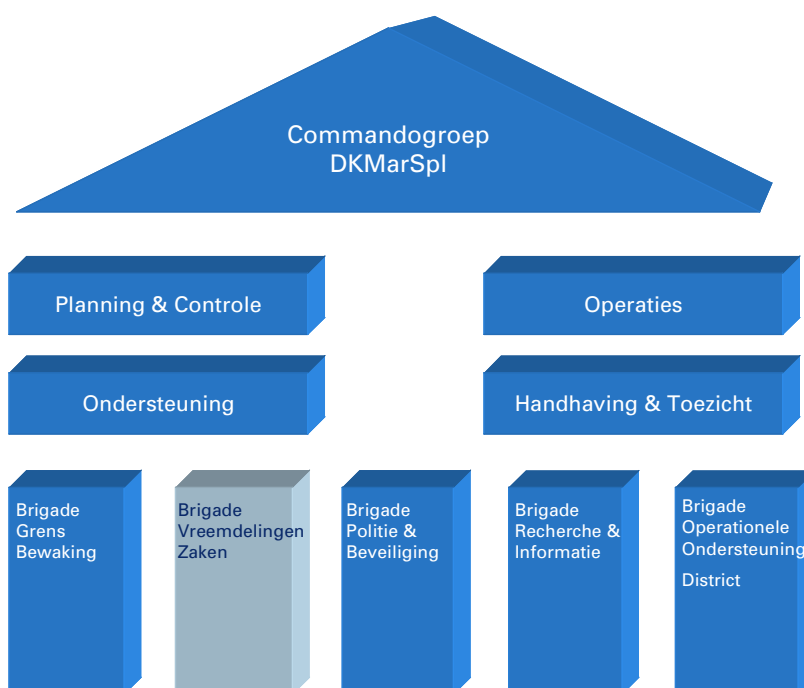 Commandogroep
DKMarSpl
Planning & Controle
Operaties
Ondersteuning
Handhaving & Toezicht
Brigade
Grens
Bewaking
Brigade
Vreemdelingen
Zaken
Brigade
Politie &
Beveiliging
Brigade
Recherche &
Informatie
Brigade
Operationele
Ondersteuning
District